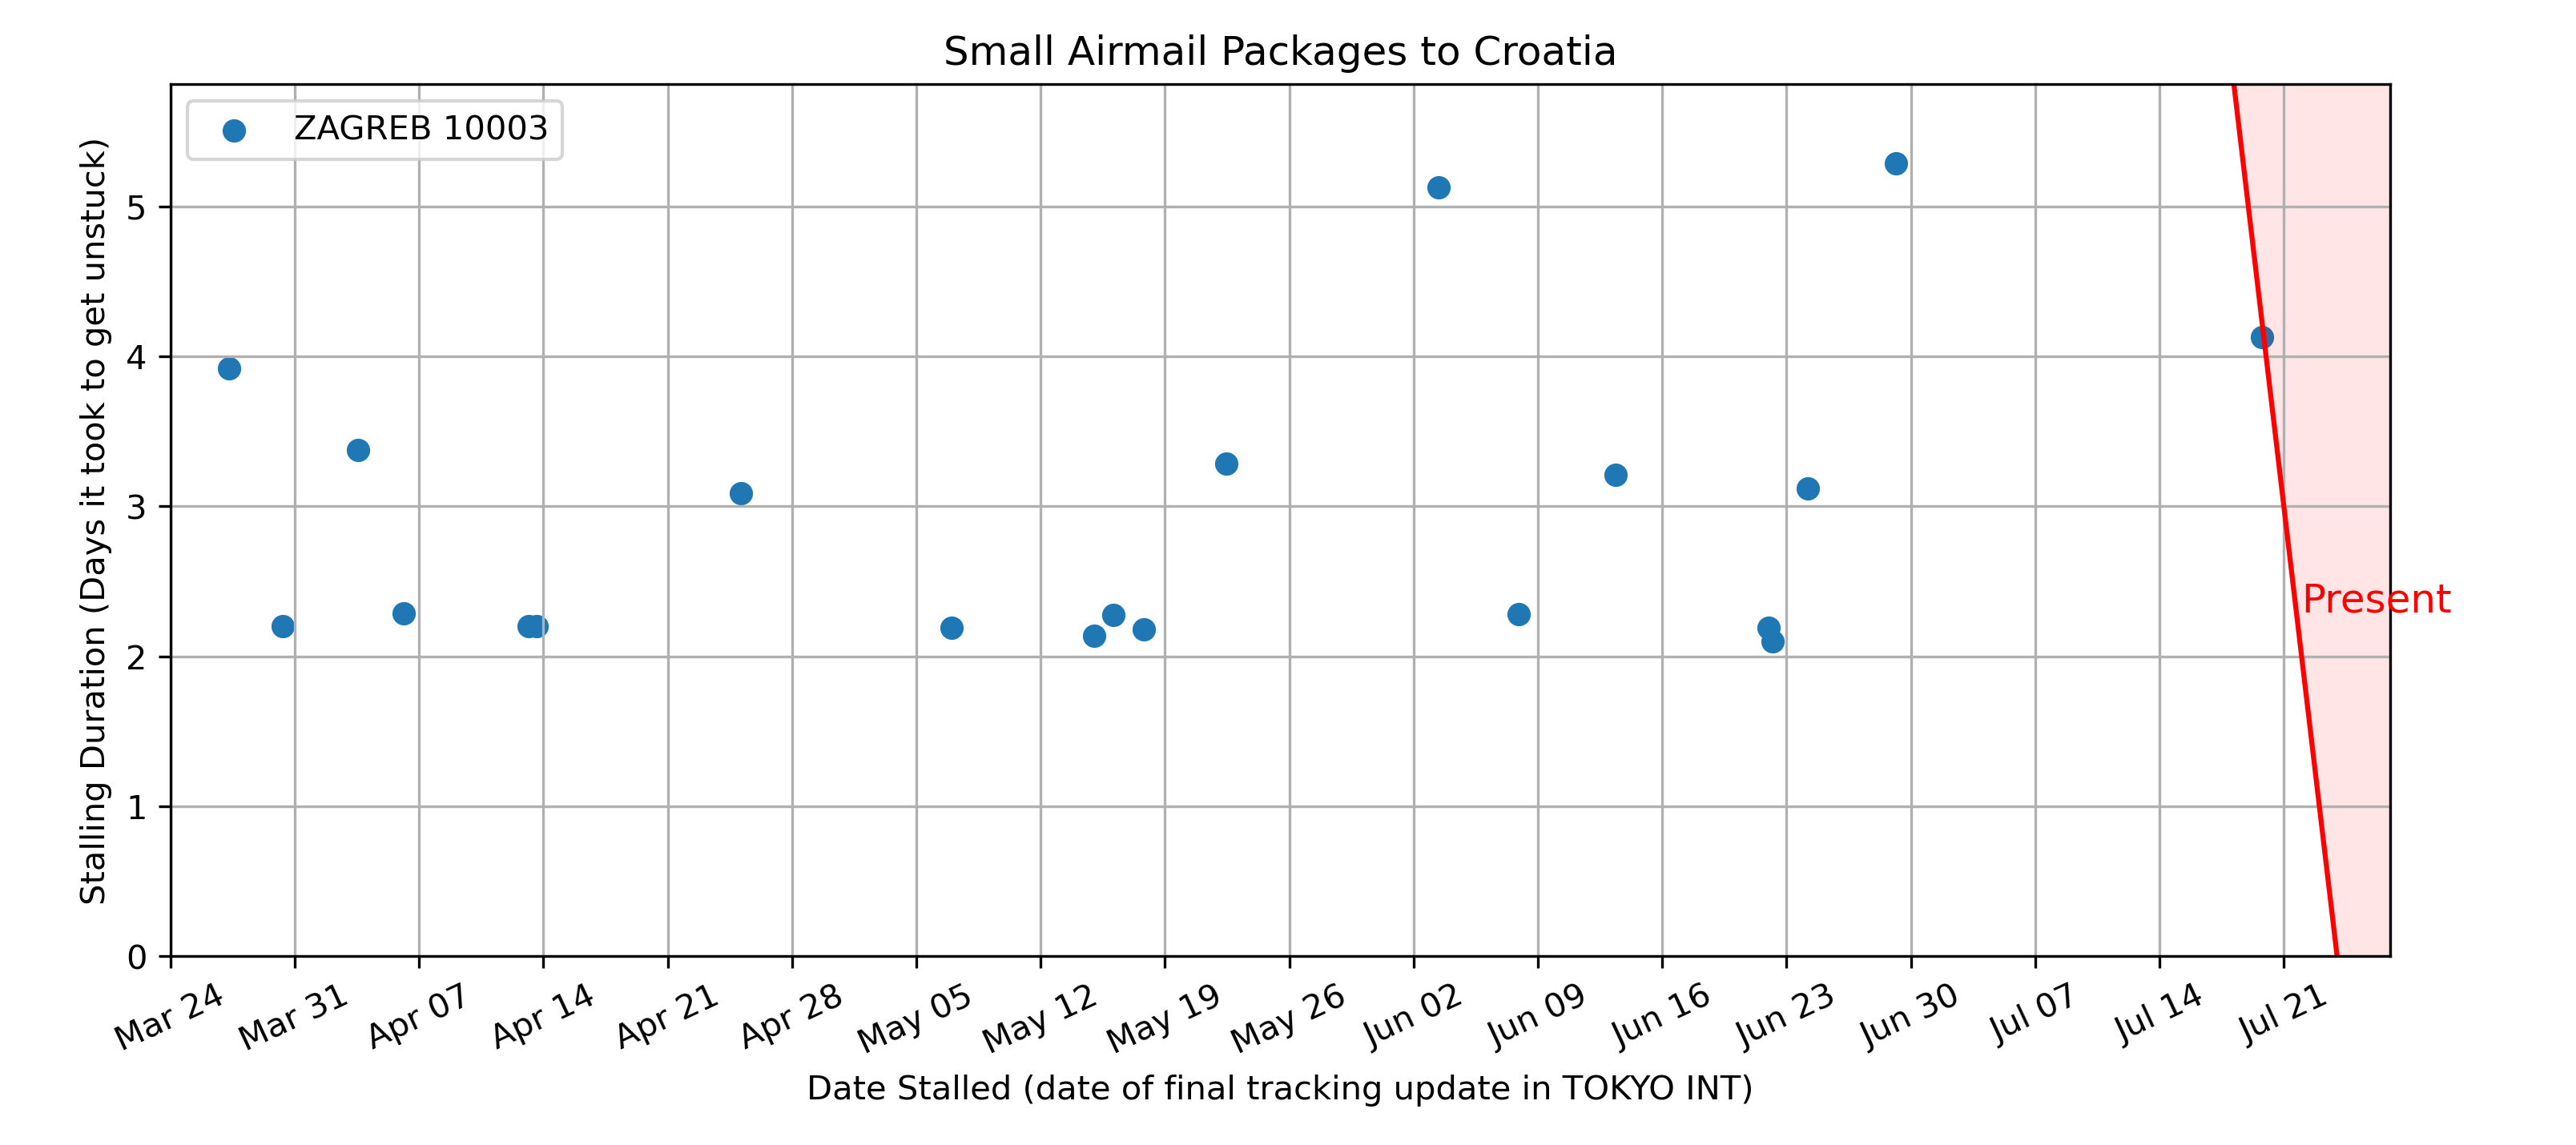 Small Airmail Packages to Croatia
ZAGREB 10003
Stalling Duration (Days it took to get unstuck)
5
4
3
2
1
0
Present
Mar 24
Mar 31
Apr 07
Apr 14
Apr 21
Apr 28
May 05
May 12
May 19
May 26
Jun 02
Jun 09
Jun 16
Jun 23
Jun 30
Jul 07
Jul 14
Jul 21
Date Stalled (date of final tracking update in TOKYO INT)